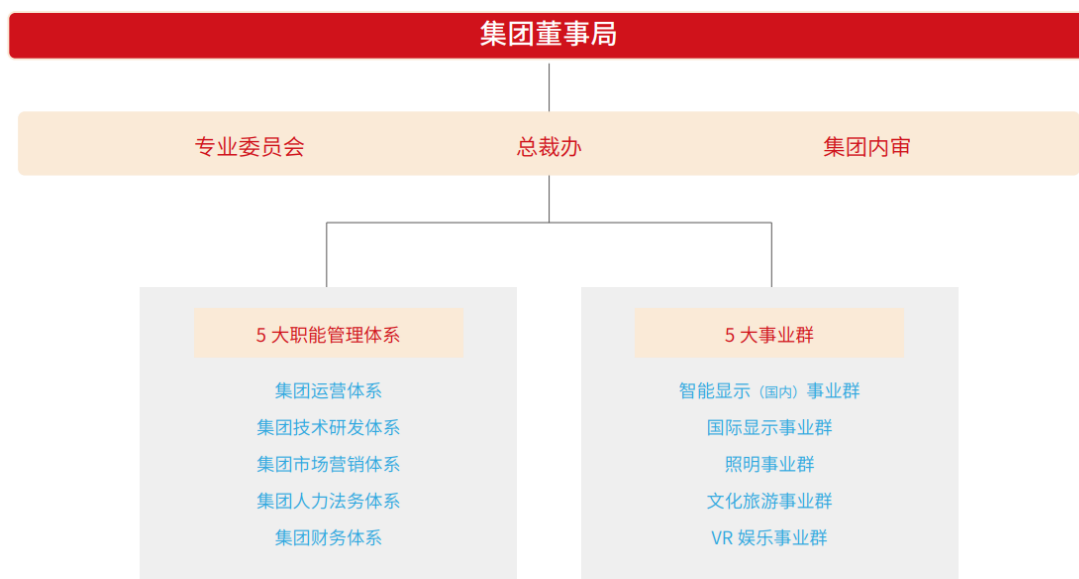 集团董事局
专业委员会 总裁办 集团内审
5 大职能管理体系
集团运营体系
集团技术研发体系
集团市场营销体系
集团人力法务体系
集团财务体系
5 大事业群
智能显示（国内）事业群
国际显示事业群
照明事业群
文化旅游事业群
VR 娱乐事业群